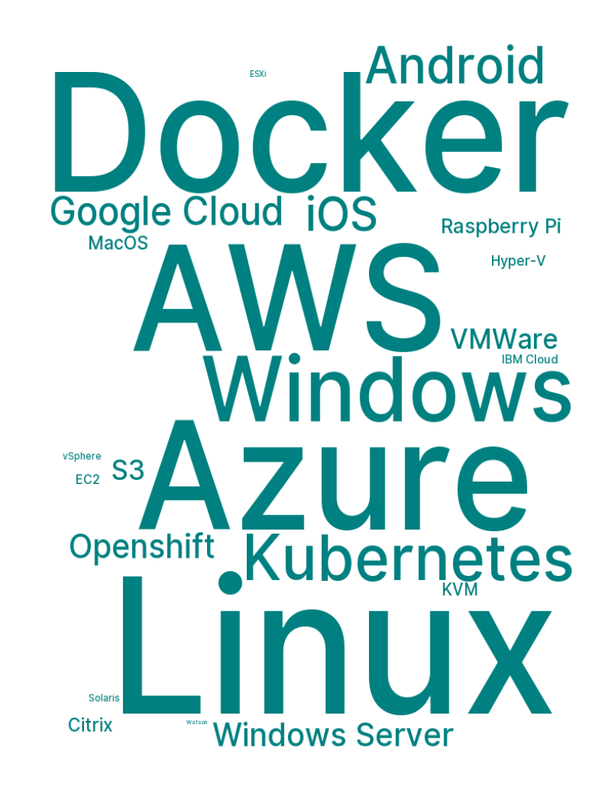 Android
ESXi
Docker
Google Cloud iOS
Raspberry Pi
MacOS
Hyper-V
AWS
VMWare
IBM Cloud
Windows
vSphere
S3
EC2
Azure
Openshift
Kubernetes
KVM
Linux
Solaris
Citrix
Watson
Windows Server